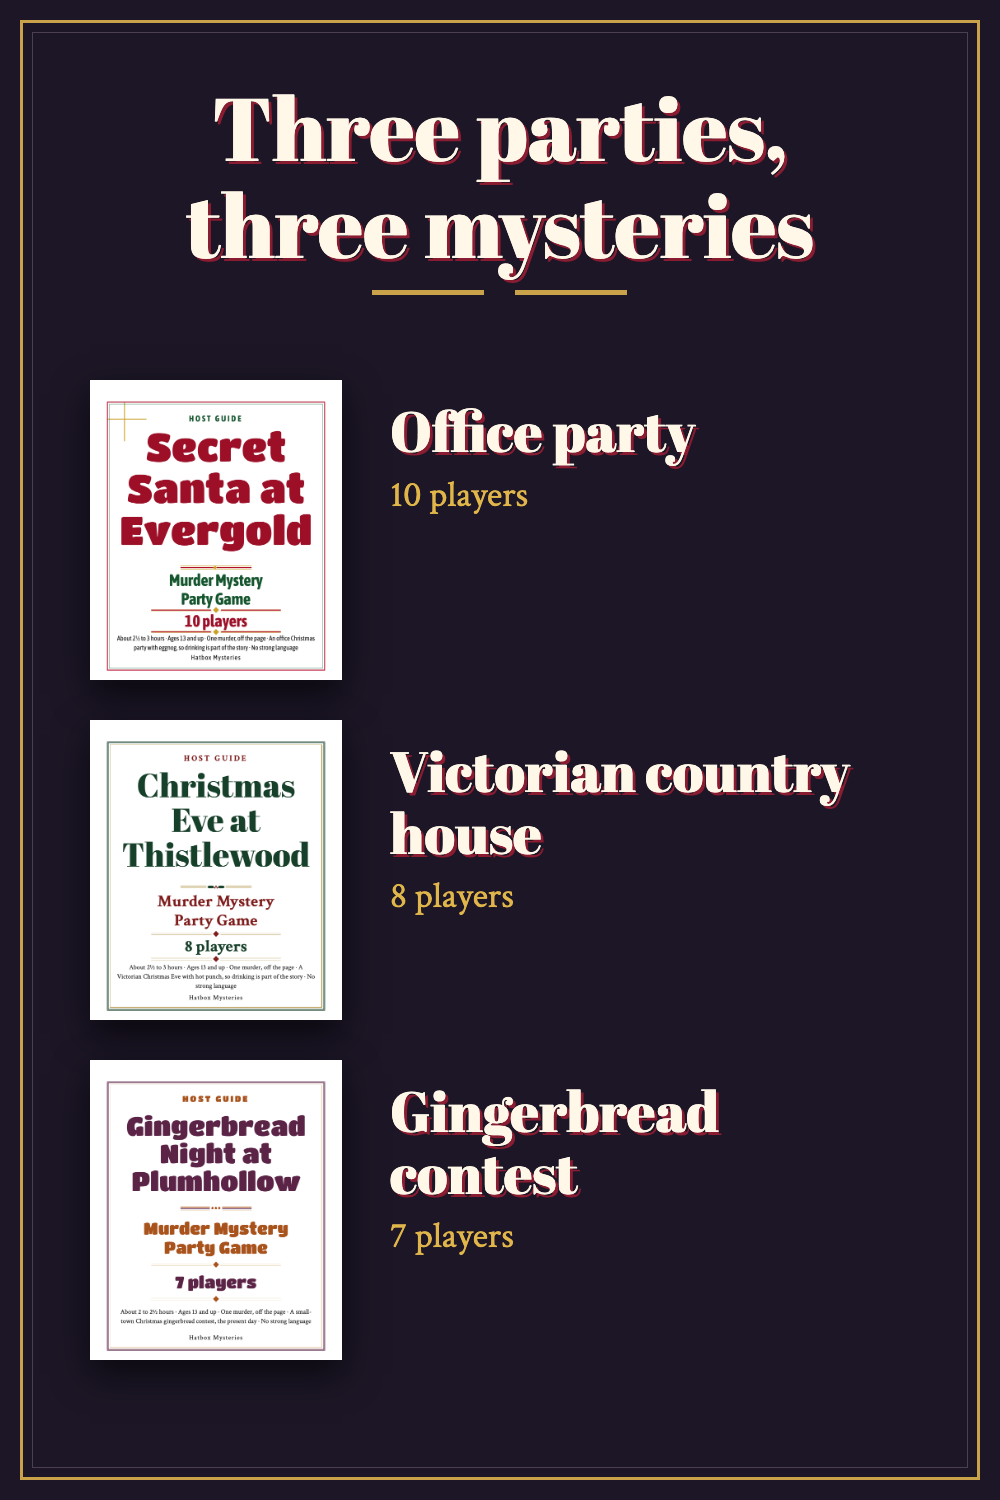 Three parties,
three mysteries
HOST GUIDE
Secret
Santa at
Evergold
Murder Mystery
Party Game
10 players
About 2½ to 3 hours · Ages 13 and up · One murder, off the page · An office Christmas
party with eggnog, so drinking is part of the story · No strong language
Hatbox Mysteries
Office party
10 players
HOST GUIDE
Christmas
Eve at
Thistlewood
Murder Mystery
Party Game
8 players
About 2½ to 3 hours · Ages 13 and up · One murder, off the page · A
Victorian Christmas Eve with hot punch, so drinking is part of the story · No
strong language
Hatbox Mysteries
Victorian country
house
8 players
HOST GUIDE
Gingerbread
Night at
Plumhollow
Murder Mystery
Party Game
7 players
About 2 to 2½ hours · Ages 13 and up · One murder, off the page · A small-
town Christmas gingerbread contest, the present day · No strong language
Hatbox Mysteries
Gingerbread
contest
7 players